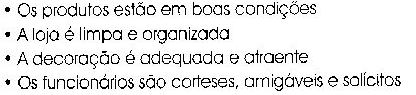 • Os produtos estão em boas condições
• A loja é limpa e organizada
• A decoração é adequada e atraente
• Os funcionários são corteses, amigáveis e solícitos